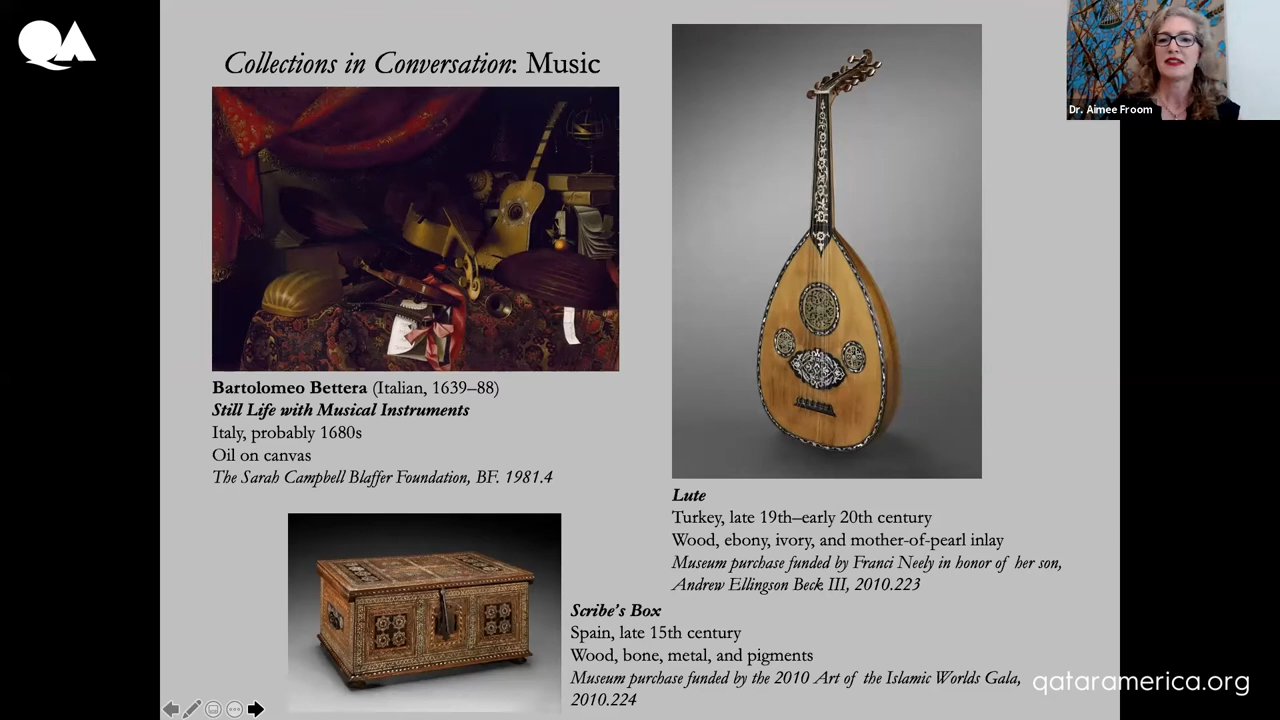 QA
Collections in Conversation: Music
Dr. Aimee Froom
Bartolomeo Bettera (Italian, 1639–88)
Still Life with Musical Instruments
Italy, probably 1680s
Oil on canvas
The Sarah Campbell Blaffer Foundation, BF. 1981.4
Lute
Turkey, late 19th–early 20th century
Wood, ebony, ivory, and mother-of-pearl inlay
Museum purchase funded by Franci Neely in honor of her son,
Andrew Ellingson Beck III, 2010.223
Scribe's Box
Spain, late 15th century
Wood, bone, metal, and pigments
Museum purchase funded by the 2010 Art of the Islamic Worlds Gala,
2010.224
qataramerica.org